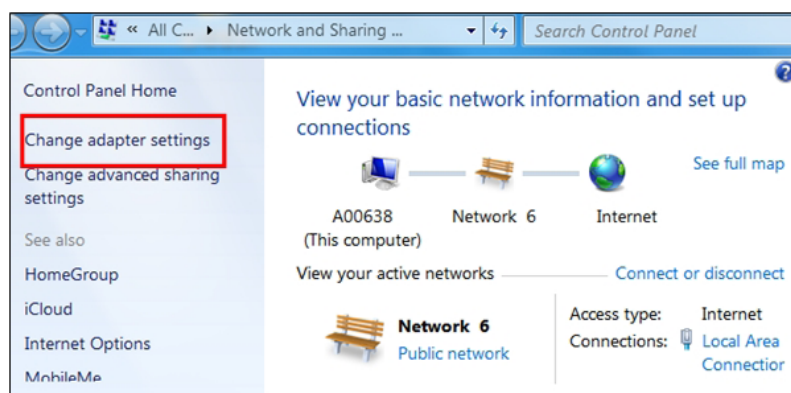 « All C... ▸ Network and Sharing ...
Search Control Panel
Control Panel Home
Change adapter settings
Change advanced sharing
settings
See also
HomeGroup
iCloud
Internet Options
MobileMe
View your basic network information and set up
connections
See full map
A00638
(This computer)
Network 6
Internet
View your active networks
Connect or disconnect
Network 6
Public network
Access type: Internet
Connections: Local Area
Connection